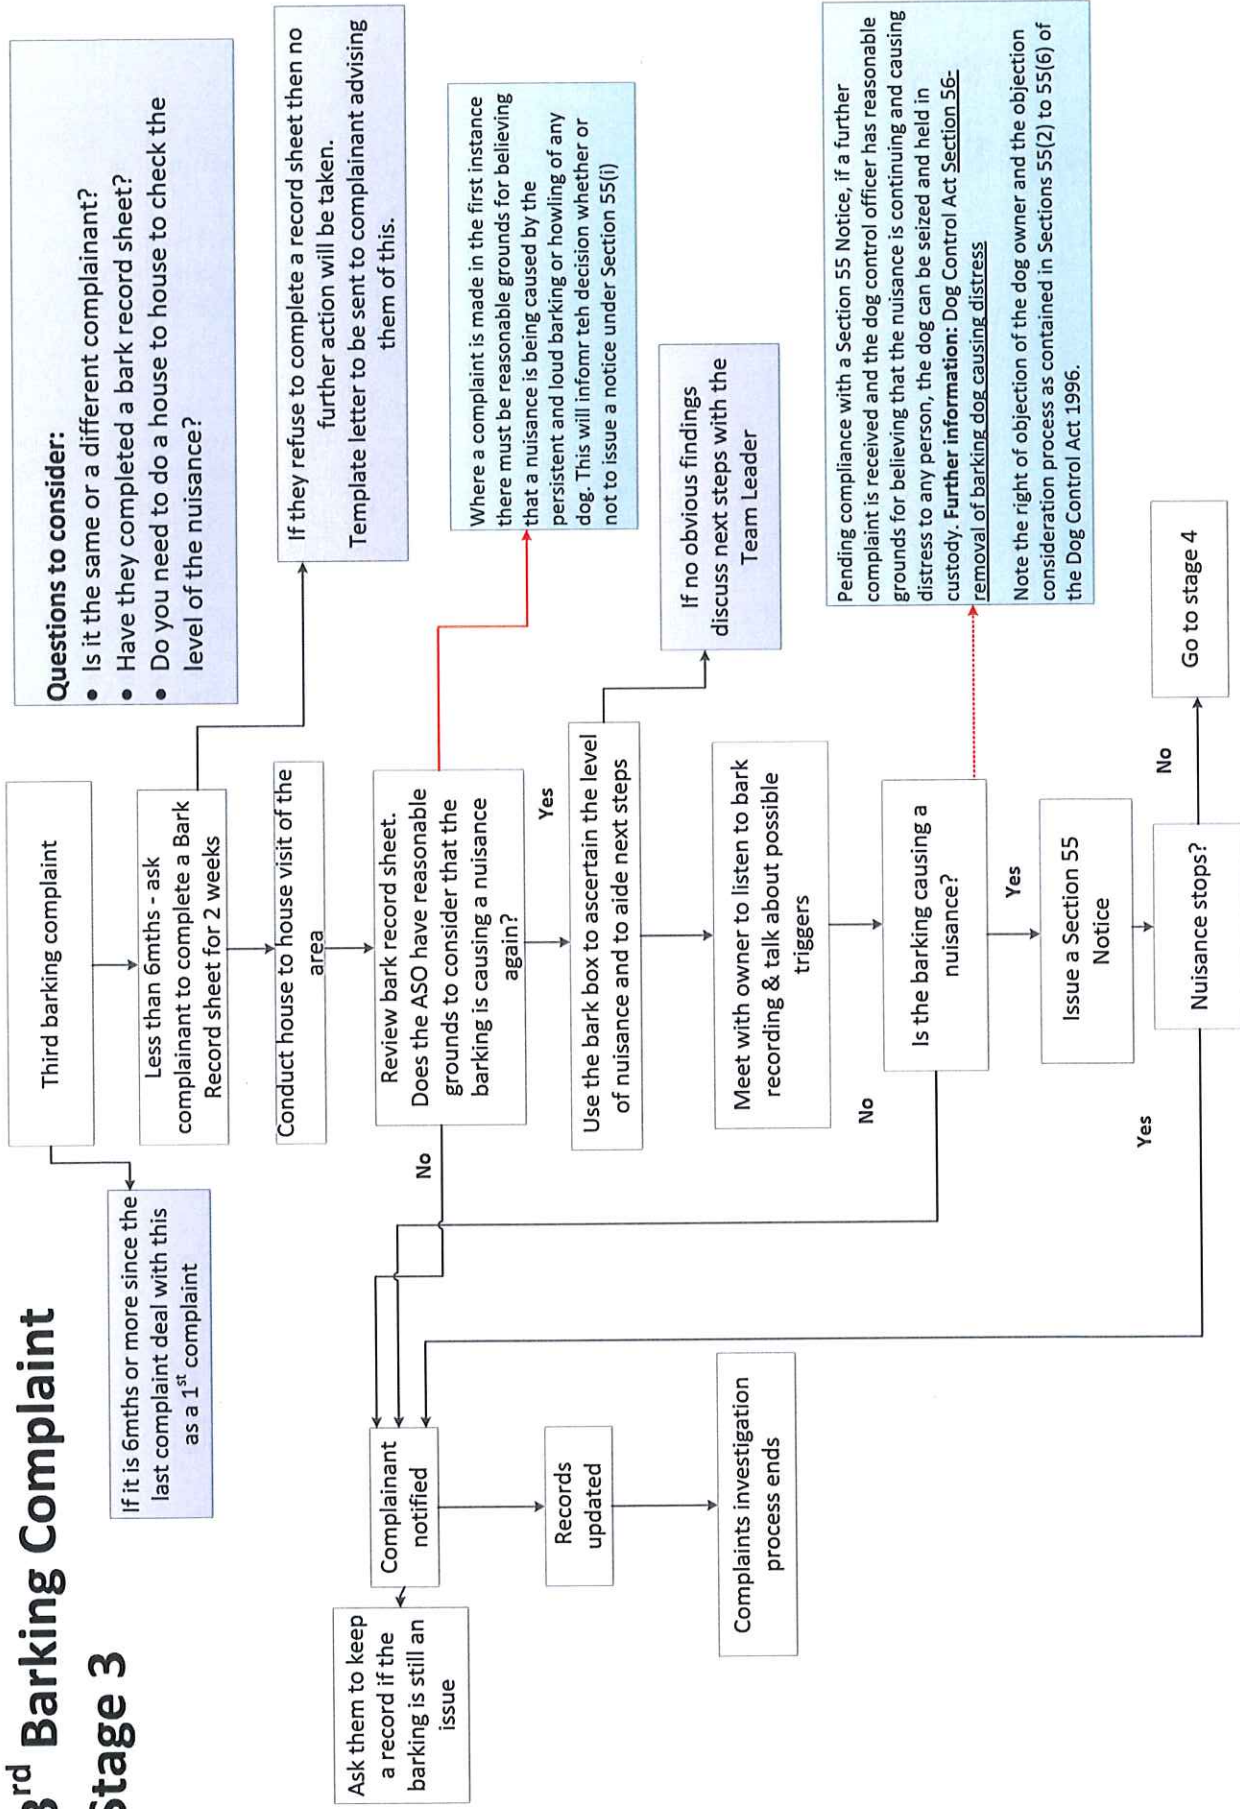 3rd Barking Complaint
Stage 3
Questions to consider:
• Is it the same or a different complainant?
• Have they completed a bark record sheet?
• Do you need to do a house to house to check the
level of the nuisance?
Third barking complaint
If it is 6mths or more since the
last complaint deal with this
as a 1st complaint
Less than 6mths - ask
complainant to complete a Bark
Record sheet for 2 weeks
If they refuse to complete a record sheet then no
further action will be taken.
Template letter to be sent to complainant advising
them of this.
Conduct house to house visit of the
area
Review bark record sheet.
Does the ASO have reasonable
grounds to consider that the
barking is causing a nuisance
again?
No
Yes
Where a complaint is made in the first instance
there must be reasonable grounds for believing
that a nuisance is being caused by the
persistent and loud barking or howling of any
dog. This will infomr teh decision whether or
not to issue a notice under Section 55(i)
Use the bark box to ascertain the level
of nuisance and to aide next steps
If no obvious findings
discuss next steps with the
Team Leader
Meet with owner to listen to bark
recording & talk about possible
triggers
Is the barking causing a
nuisance?
No
Yes
Pending compliance with a Section 55 Notice, if a further
complaint is received and the dog control officer has reasonable
grounds for believing that the nuisance is continuing and causing
distress to any person, the dog can be seized and held in
custody. Further information: Dog Control Act Section 56-
removal of barking dog causing distress
Note the right of objection of the dog owner and the objection
consideration process as contained in Sections 55(2) to 55(6) of
the Dog Control Act 1996.
Issue a Section 55
Notice
Nuisance stops?
Yes
No
Go to stage 4
Complainant
notified
Ask them to keep
a record if the
barking is still an
issue
Records
updated
Complaints investigation
process ends